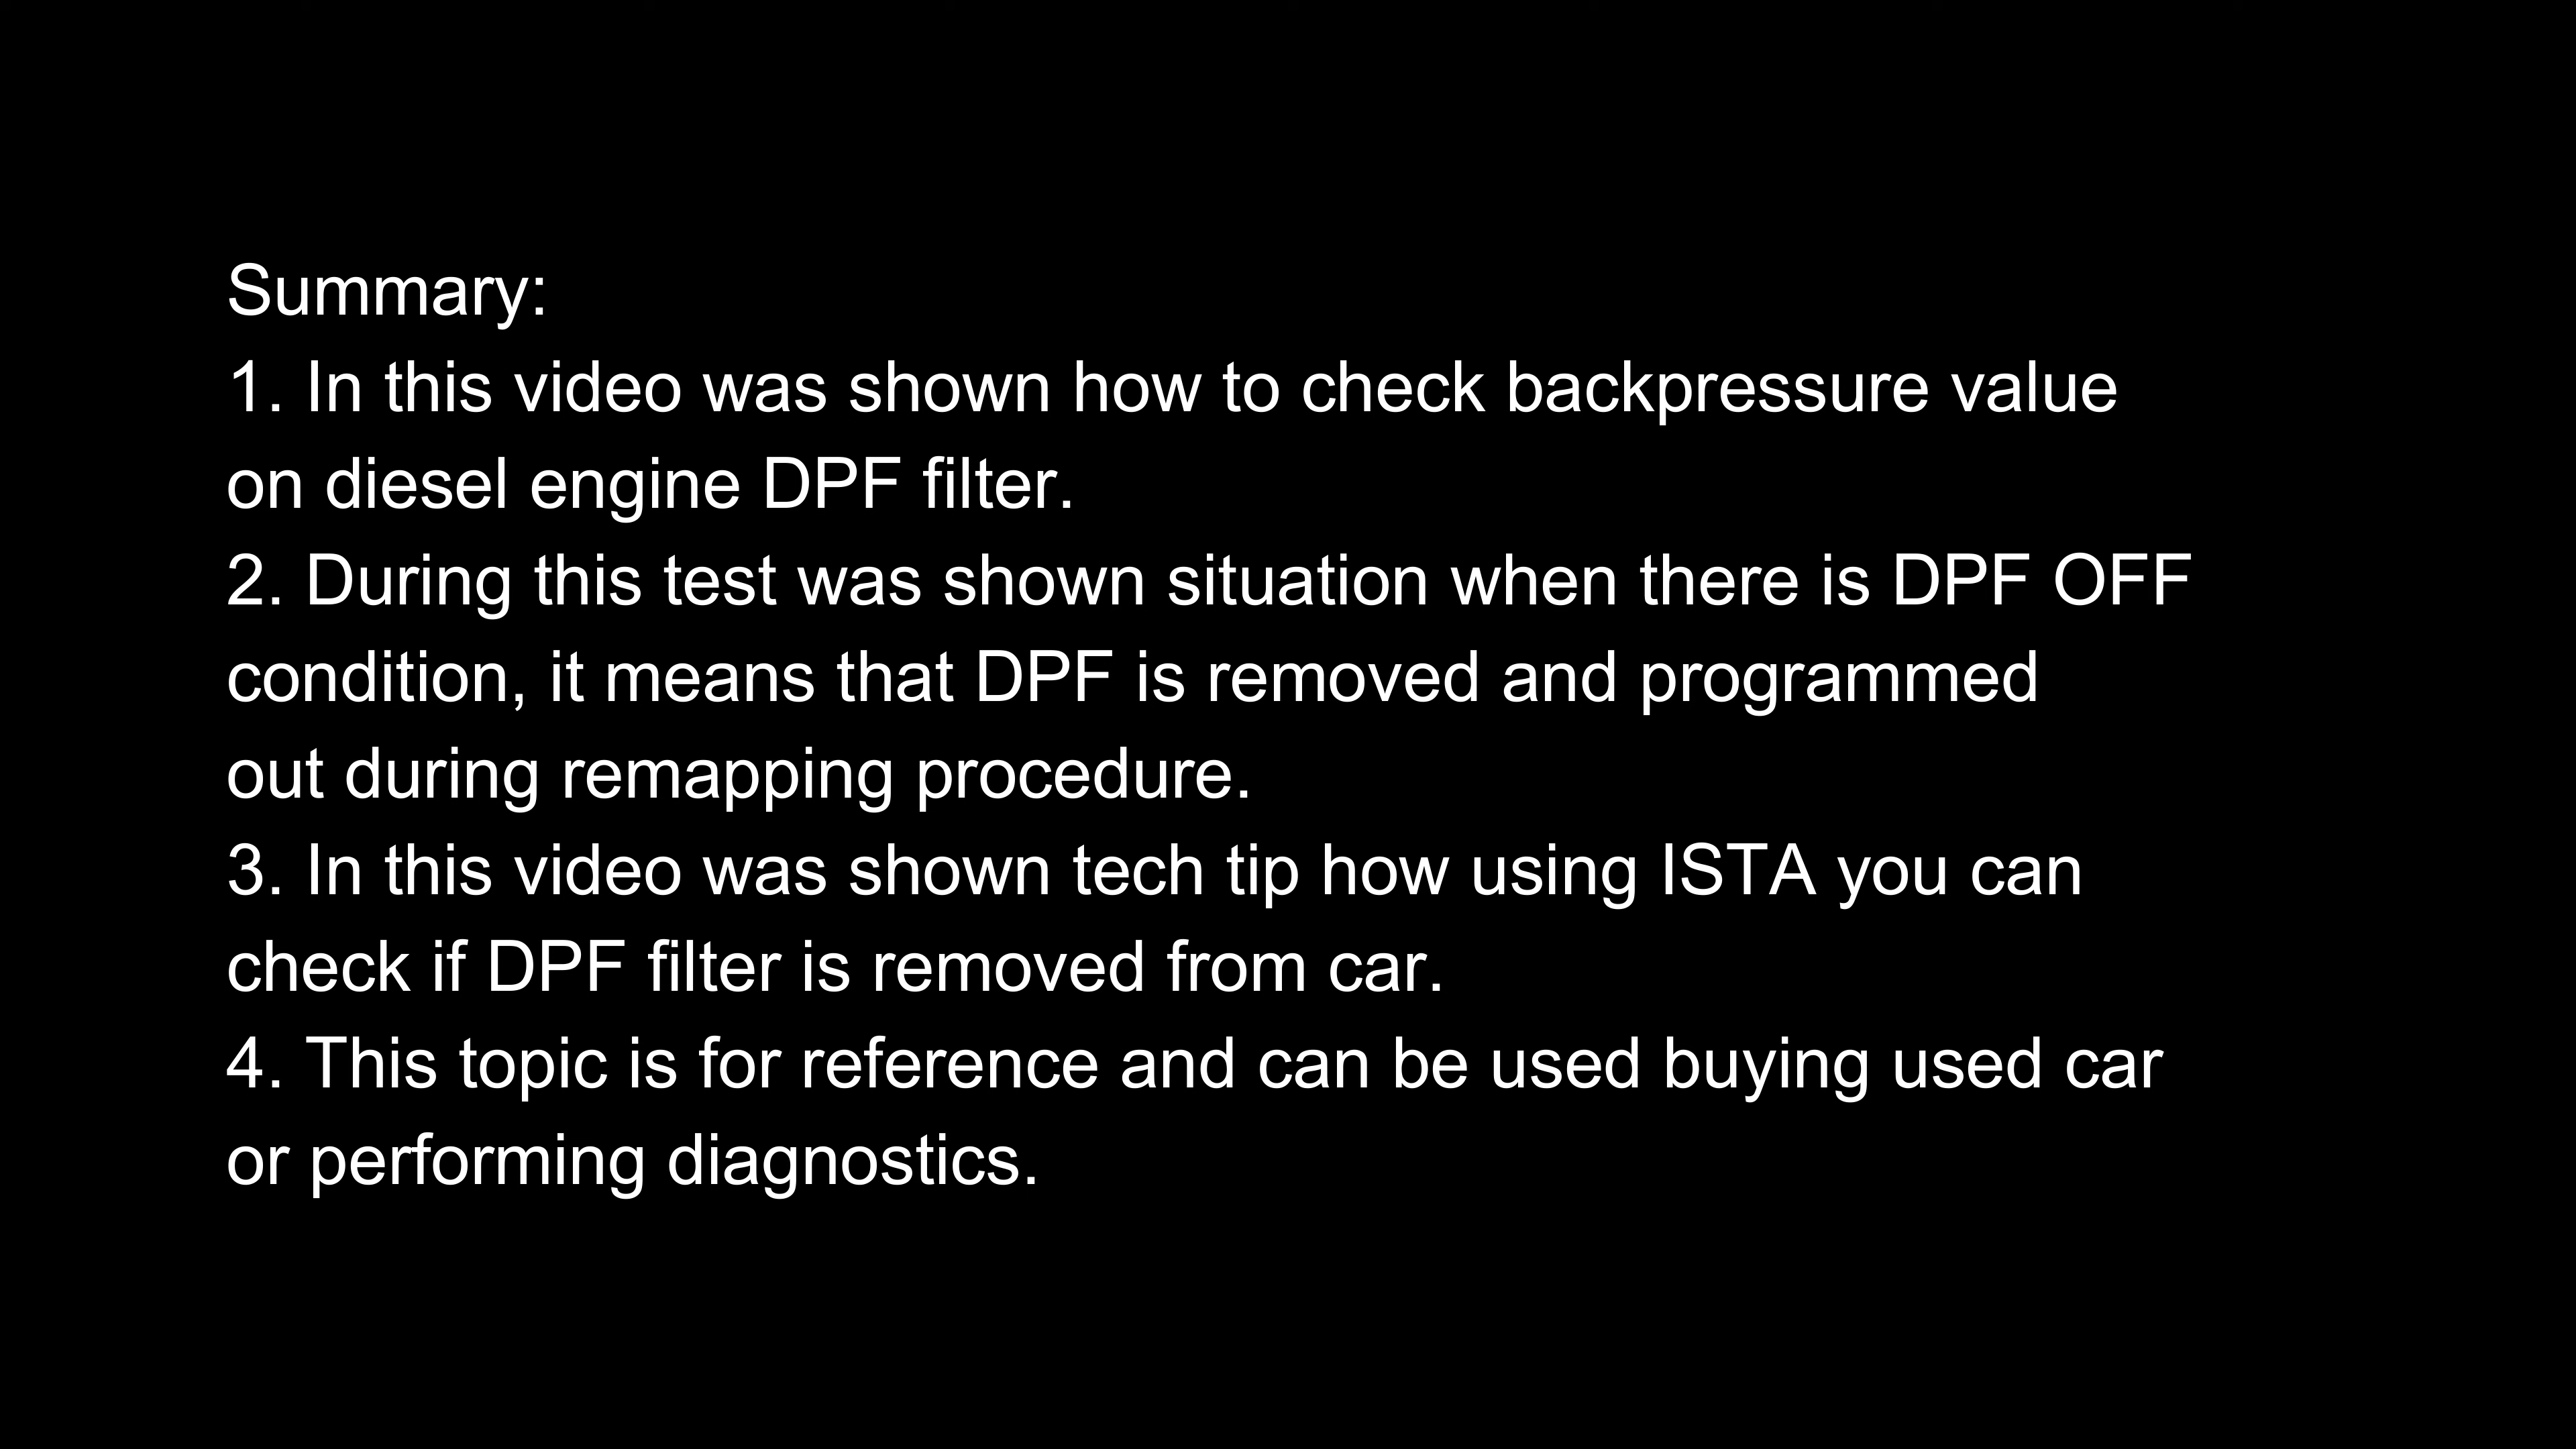 Summary:
1. In this video was shown how to check backpressure value
on diesel engine DPF filter.
2. During this test was shown situation when there is DPF OFF
condition, it means that DPF is removed and programmed
out during remapping procedure.
3. In this video was shown tech tip how using ISTA you can
check if DPF filter is removed from car.
4. This topic is for reference and can be used buying used car
or performing diagnostics.